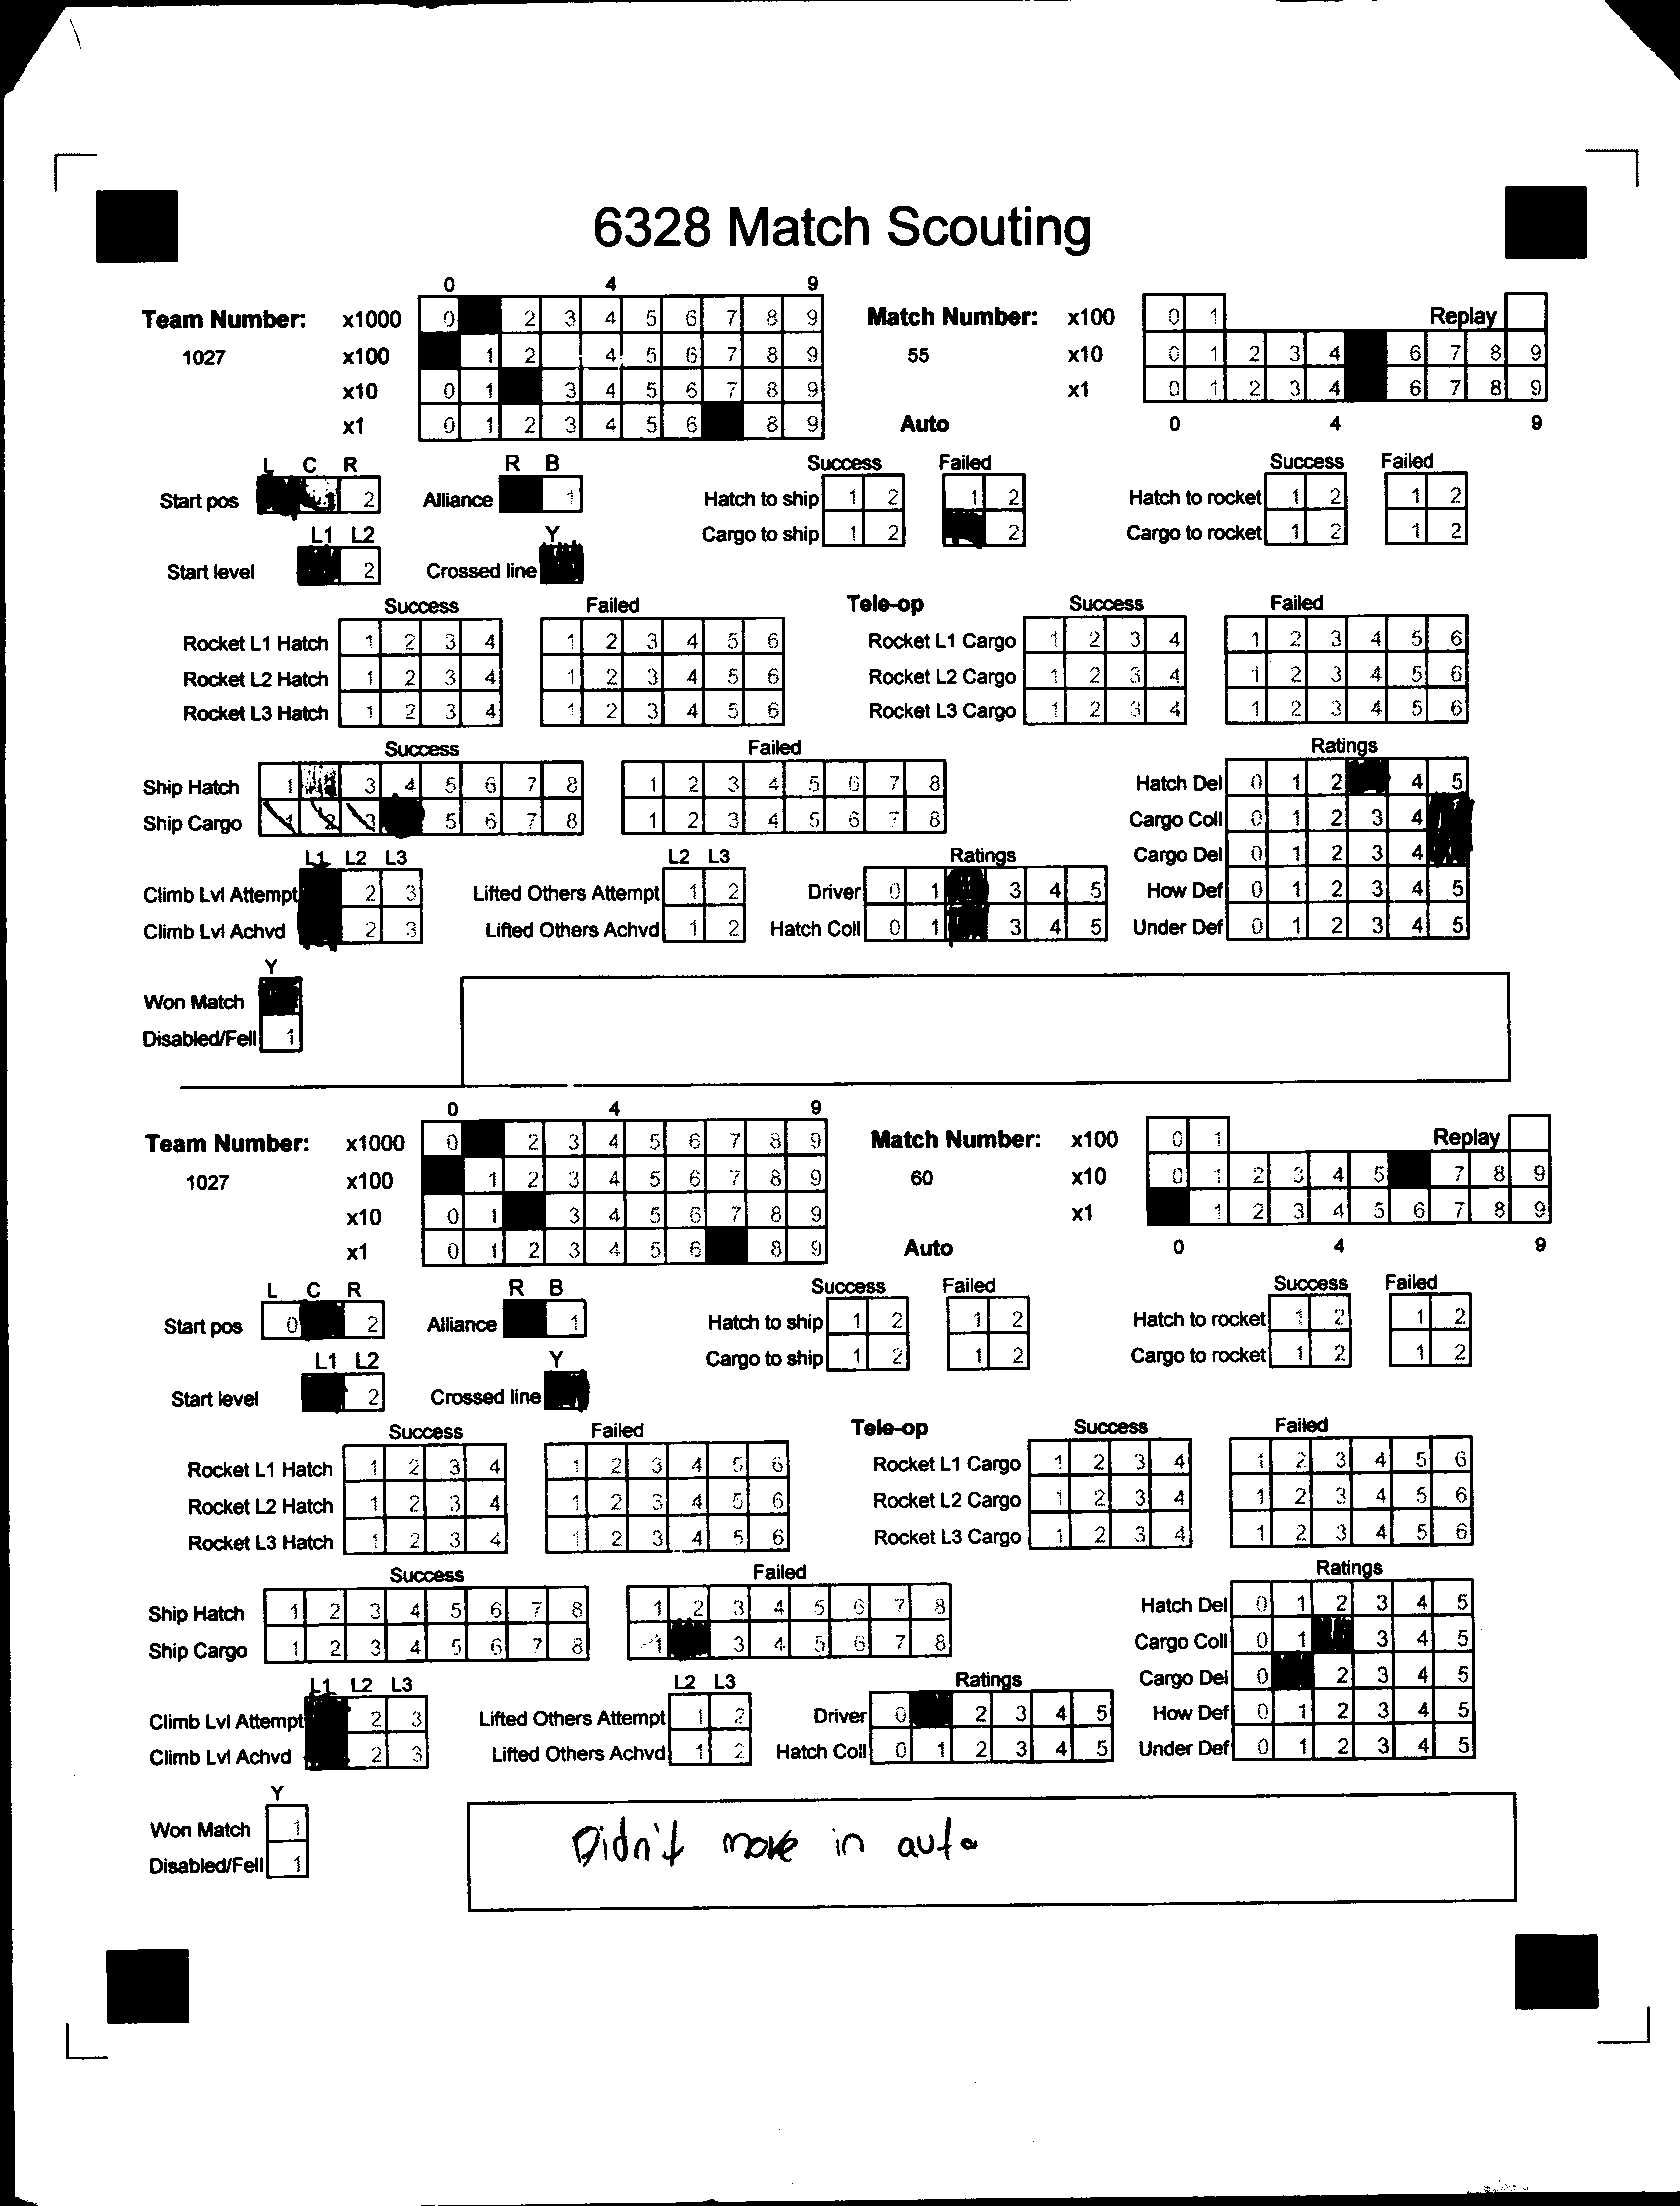 6328 Match Scouting
0 4 9
Team Number: x1000 0 2 3 4 5 6 7 8 9 Match Number: x100 0 1 Replay
1027 x100 1 2 4 5 6 7 8 9 55 x10 0 1 2 3 4 6 7 8 9
x10 0 1 3 4 5 6 7 8 9 x1 0 1 2 3 4 6 7 8 9
x1 0 1 2 3 4 5 6 8 9 Auto 0 4 9
L C R R B Success Failed Success Failed
Start pos 2 Alliance 1 Hatch to ship 1 2 1 2 Hatch to rocket 1 2 1 2
L1 L2 Y Cargo to ship 1 2 2 Cargo to rocket 1 2 1 2
Start level 2 Crossed line
Success Failed Tele-op Success Failed
Rocket L1 Hatch 1 2 3 4 1 2 3 4 5 6 Rocket L1 Cargo 1 2 3 4 1 2 3 4 5 6
Rocket L2 Hatch 1 2 3 4 1 2 3 4 5 6 Rocket L2 Cargo 1 2 3 4 1 2 3 4 5 6
Rocket L3 Hatch 1 2 3 4 1 2 3 4 5 6 Rocket L3 Cargo 1 2 3 4 1 2 3 4 5 6
Success Failed Ratings
Ship Hatch 1 3 4 5 6 7 8 1 2 3 4 5 6 7 8 Hatch Del 0 1 2 4 5
Ship Cargo 1 2 3 5 6 7 8 1 2 3 4 5 6 7 8 Cargo Coll 0 1 2 3 4
L1 L2 L3 L2 L3 Ratings Cargo Del 0 1 2 3 4
Climb Lvl Attempt 2 3 Lifted Others Attempt 1 2 Driver 0 1 3 4 5 How Def 0 1 2 3 4 5
Climb Lvl Achvd 2 3 Lifted Others Achvd 1 2 Hatch Coll 0 1 3 4 5 Under Def 0 1 2 3 4 5
Y
Won Match
Disabled/Fell 1
0 4 9
Team Number: x1000 0 2 3 4 5 6 7 8 9 Match Number: x100 0 1 Replay
1027 x100 1 2 3 4 5 6 7 8 9 60 x10 0 1 2 3 4 5 7 8 9
x10 0 1 3 4 5 6 7 8 9 x1 1 2 3 4 5 6 7 8 9
x1 0 1 2 3 4 5 6 8 9 Auto 0 4 9
L C R R B Success Failed Success Failed
Start pos 0 2 Alliance 1 Hatch to ship 1 2 1 2 Hatch to rocket 1 2 1 2
L1 L2 Y Cargo to ship 1 2 1 2 Cargo to rocket 1 2 1 2
Start level 2 Crossed line
Success Failed Tele-op Success Failed
Rocket L1 Hatch 1 2 3 4 1 2 3 4 5 6 Rocket L1 Cargo 1 2 3 4 1 2 3 4 5 6
Rocket L2 Hatch 1 2 3 4 1 2 3 4 5 6 Rocket L2 Cargo 1 2 3 4 1 2 3 4 5 6
Rocket L3 Hatch 1 2 3 4 1 2 3 4 5 6 Rocket L3 Cargo 1 2 3 4 1 2 3 4 5 6
Success Failed Ratings
Ship Hatch 1 2 3 4 5 6 7 8 1 2 3 4 5 6 7 8 Hatch Del 0 1 2 3 4 5
Ship Cargo 1 2 3 4 5 6 7 8 1 3 4 5 6 7 8 Cargo Coll 0 1 3 4 5
L1 L2 L3 L2 L3 Ratings Cargo Del 0 2 3 4 5
Climb Lvl Attempt 2 3 Lifted Others Attempt 1 2 Driver 0 2 3 4 5 How Def 0 1 2 3 4 5
Climb Lvl Achvd 2 3 Lifted Others Achvd 1 2 Hatch Coll 0 1 2 3 4 5 Under Def 0 1 2 3 4 5
Y
Won Match 1
Disabled/Fell 1
Didn't move in auto